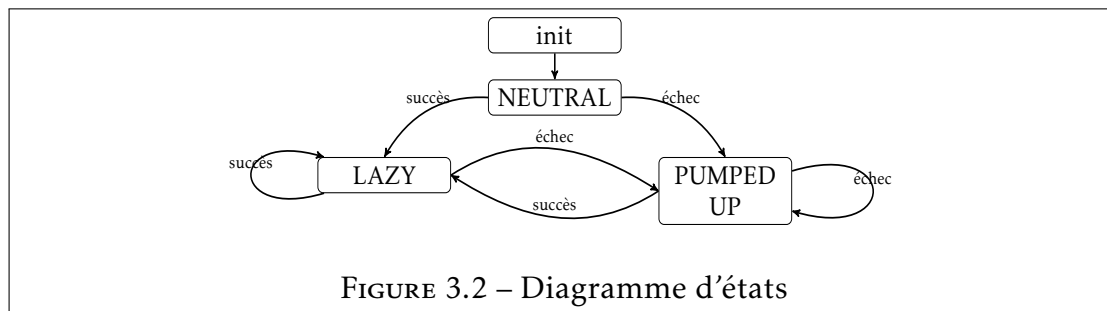 init
NEUTRAL
succès
échec
succès
LAZY
échec
succès
PUMPED
UP
échec
FIGURE 3.2 – Diagramme d'états